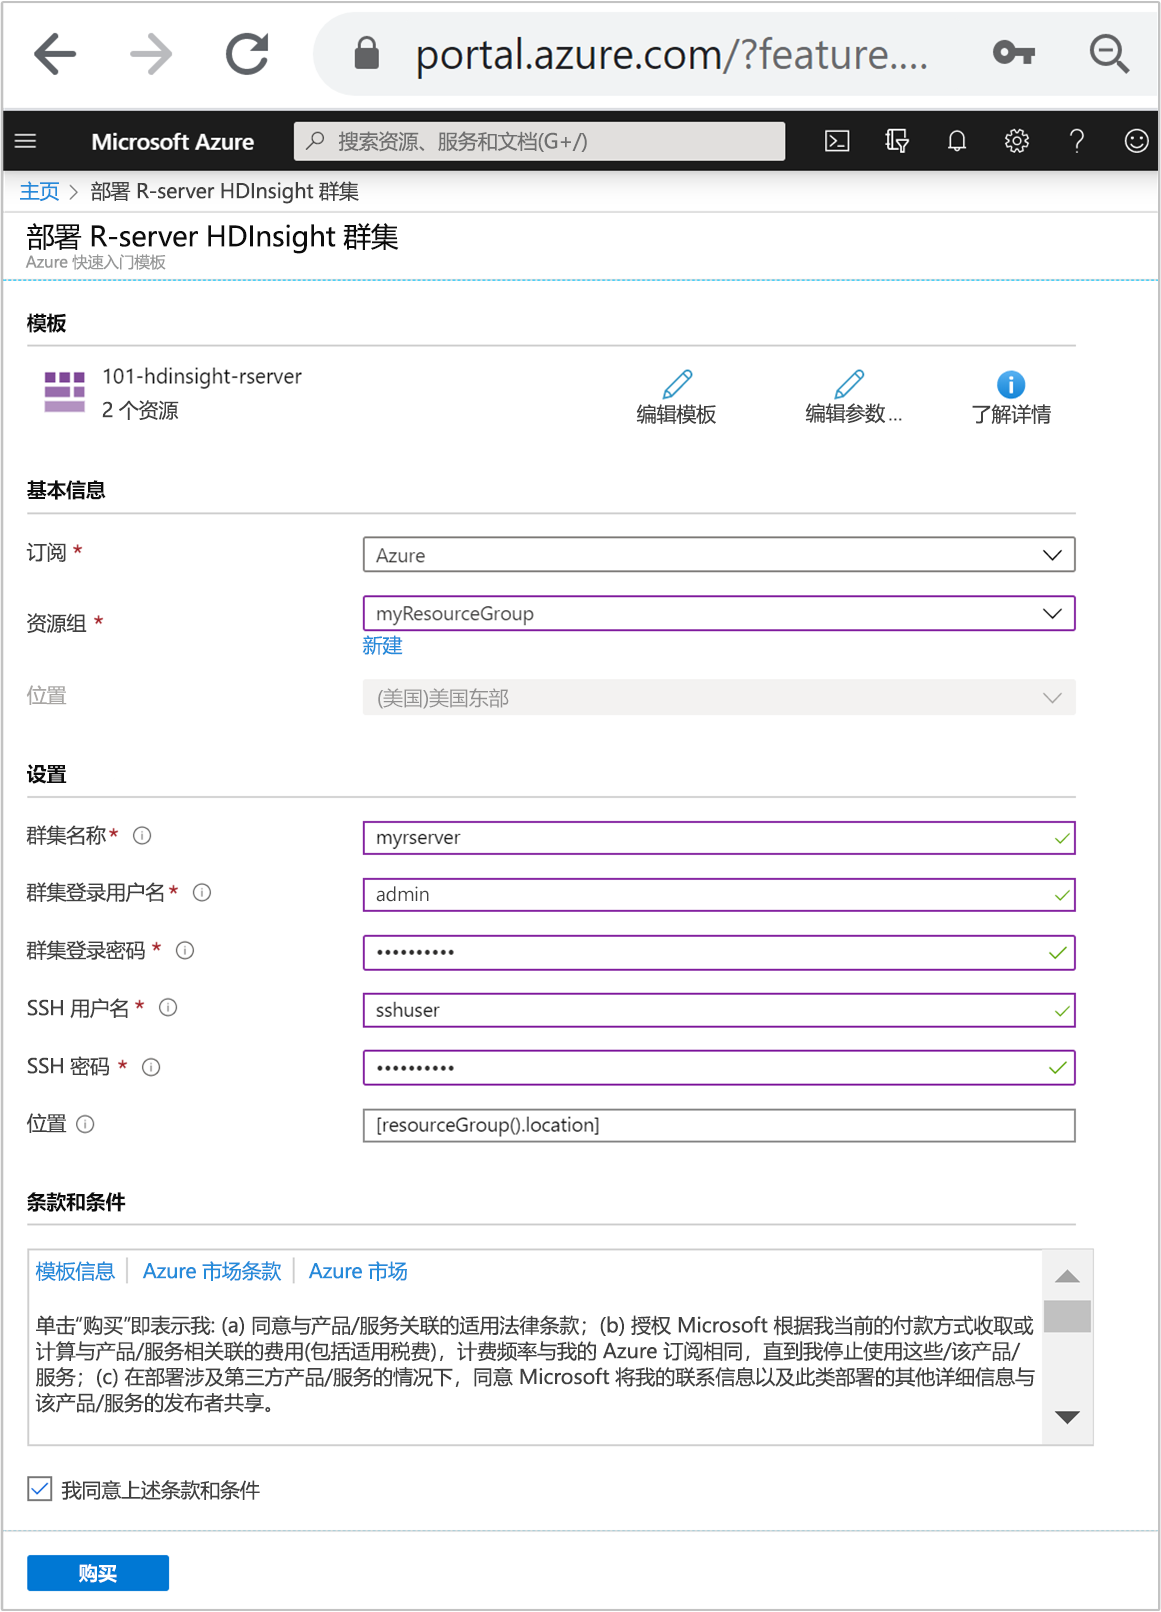 portal.azure.com/?feature....
Microsoft Azure
搜索资源、服务和文档(G+/)
主页 > 部署 R-server HDInsight 群集
部署 R-server HDInsight 群集
Azure 快速入门模板
模板
101-hdinsight-rserver
2 个资源
编辑模板
编辑参数...
了解详情
基本信息
订阅 *
Azure
资源组 *
myResourceGroup
新建
位置
(美国)美国东部
设置
群集名称*
myrserver
群集登录用户名*
admin
群集登录密码 *
••••••••••
SSH 用户名 *
sshuser
SSH 密码 *
••••••••••
位置
[resourceGroup().location]
条款和条件
模板信息 | Azure 市场条款 | Azure 市场
单击“购买”即表示我: (a) 同意与产品/服务关联的适用法律条款；(b) 授权 Microsoft 根据我当前的付款方式收取或
计算与产品/服务相关联的费用(包括适用税费)，计费频率与我的 Azure 订阅相同，直到我停止使用这些/该产品/
服务；(c) 在部署涉及第三方产品/服务的情况下，同意 Microsoft 将我的联系信息以及此类部署的其他详细信息与
该产品/服务的发布者共享。
我同意上述条款和条件
购买